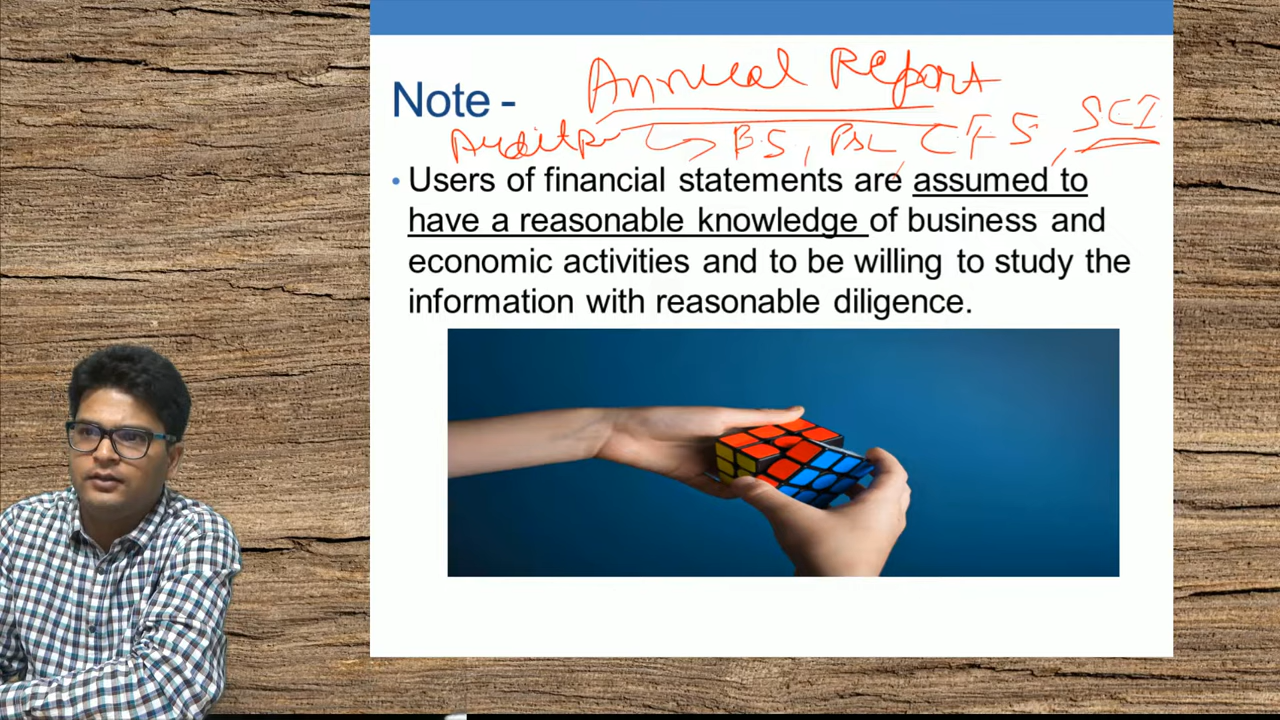 Annual Report
Note -
BS, P&L, CFS, SCI
• Users of financial statements are assumed to
have a reasonable knowledge of business and
economic activities and to be willing to study the
information with reasonable diligence.